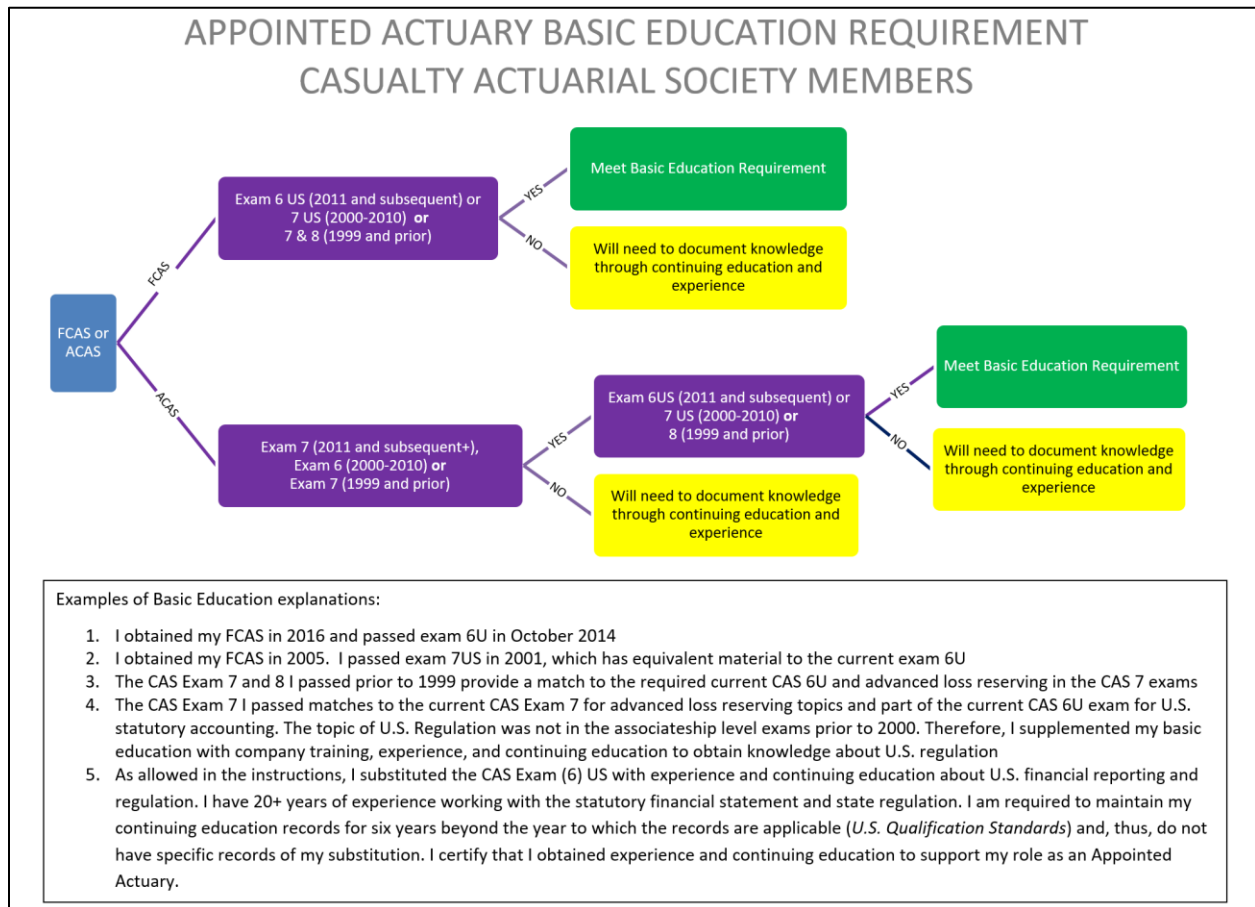 APPOINTED ACTUARY BASIC EDUCATION REQUIREMENT
CASUALTY ACTUARIAL SOCIETY MEMBERS
FCAS or
ACAS
FCAS
Exam 6 US (2011 and subsequent) or
7 US (2000-2010) or
7 & 8 (1999 and prior)
YES
Meet Basic Education Requirement
NO
Will need to document knowledge
through continuing education and
experience
ACAS
Exam 7 (2011 and subsequent+),
Exam 6 (2000-2010) or
Exam 7 (1999 and prior)
YES
Exam 6US (2011 and subsequent) or
7 US (2000-2010) or
8 (1999 and prior)
YES
Meet Basic Education Requirement
NO
Will need to document knowledge
through continuing education and
experience
NO
Will need to document knowledge
through continuing education and
experience
Examples of Basic Education explanations:
1. I obtained my FCAS in 2016 and passed exam 6U in October 2014
2. I obtained my FCAS in 2005. I passed exam 7US in 2001, which has equivalent material to the current exam 6U
3. The CAS Exam 7 and 8 I passed prior to 1999 provide a match to the required current CAS 6U and advanced loss reserving in the CAS 7 exams
4. The CAS Exam 7 I passed matches to the current CAS Exam 7 for advanced loss reserving topics and part of the current CAS 6U exam for U.S.
statutory accounting. The topic of U.S. Regulation was not in the associateship level exams prior to 2000. Therefore, I supplemented my basic
education with company training, experience, and continuing education to obtain knowledge about U.S. regulation
5. As allowed in the instructions, I substituted the CAS Exam (6) US with experience and continuing education about U.S. financial reporting and
regulation. I have 20+ years of experience working with the statutory financial statement and state regulation. I am required to maintain my
continuing education records for six years beyond the year to which the records are applicable (U.S. Qualification Standards) and, thus, do not
have specific records of my substitution. I certify that I obtained experience and continuing education to support my role as an Appointed
Actuary.